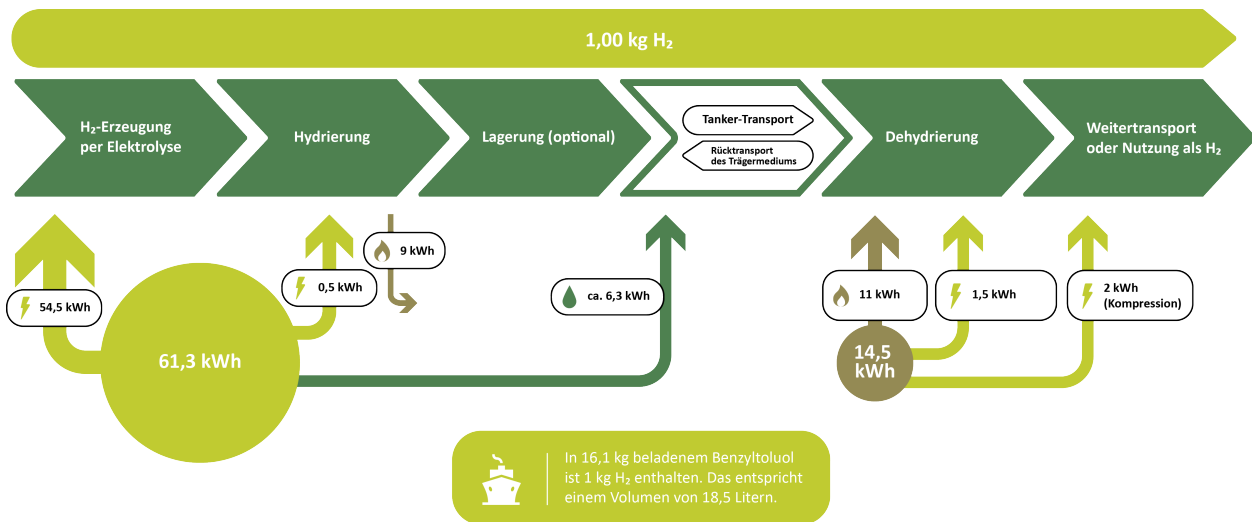 1,00 kg H₂
H₂-Erzeugung
per Elektrolyse
Hydrierung
Lagerung (optional)
Tanker-Transport
Rücktransport
des Trägermediums
Dehydrierung
Weitertransport
oder Nutzung als H₂
54,5 kWh
0,5 kWh
9 kWh
ca. 6,3 kWh
11 kWh
1,5 kWh
2 kWh
(Kompression)
61,3 kWh
14,5
kWh
In 16,1 kg beladenem Benzyltoluol
ist 1 kg H₂ enthalten. Das entspricht
einem Volumen von 18,5 Litern.